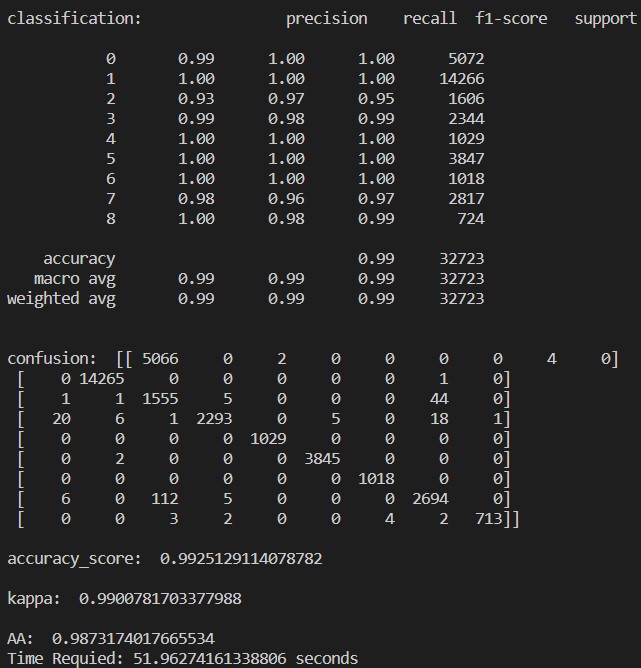 classification:                precision    recall  f1-score   support

           0       0.99      1.00      1.00      5072
           1       1.00      1.00      1.00     14266
           2       0.93      0.97      0.95      1606
           3       0.99      0.98      0.99      2344
           4       1.00      1.00      1.00      1029
           5       1.00      1.00      1.00      3847
           6       1.00      1.00      1.00      1018
           7       0.98      0.96      0.97      2817
           8       1.00      0.98      0.99       724

    accuracy                           0.99     32723
   macro avg       0.99      0.99      0.99     32723
weighted avg       0.99      0.99      0.99     32723

confusion:  [[ 5066     0     2     0     0     0     0     4     0]
 [    0 14265     0     0     0     0     0     1     0]
 [    1     1  1555     5     0     0     0    44     0]
 [   20     6     1  2293     0     5     0    18     1]
 [    0     0     0     0  1029     0     0     0     0]
 [    0     2     0     0     0  3845     0     0     0]
 [    0     0     0     0     0     0  1018     0     0]
 [    6     0   112     5     0     0     0  2694     0]
 [    0     0     3     2     0     0     4     2   713]]

accuracy_score:  0.9925129114078782

kappa:  0.9900781703377988

AA:  0.9873174017665534
Time Requied: 51.96274161338806 seconds